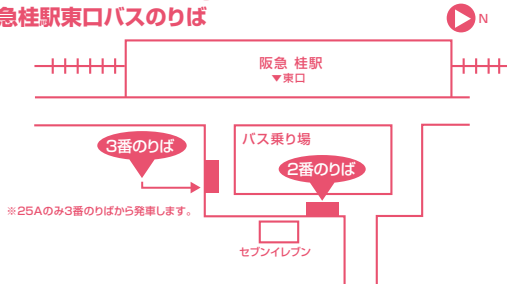 急桂駅東口バスのりば
N
阪急 桂駅
▼東口
バス乗り場
3番のりば
2番のりば
※25Aのみ3番のりばから発車します。
セブンイレブン